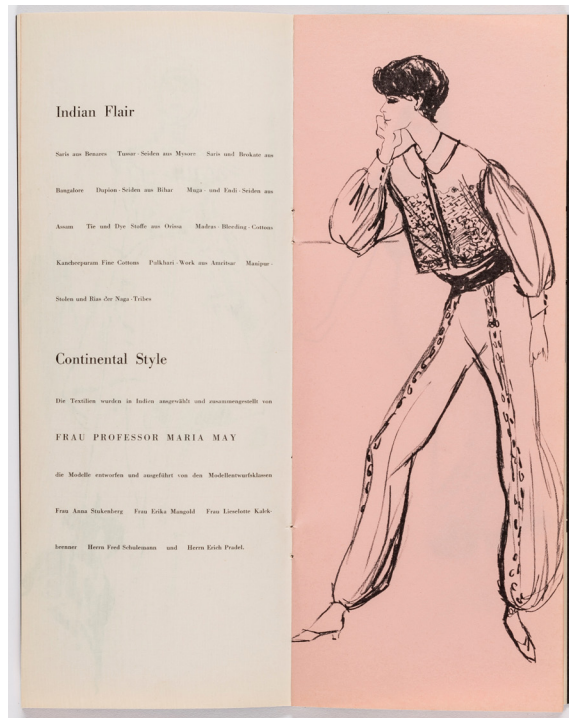 Indian Flair
Saris aus Benares Tussar-Seiden aus Mysore Saris und Brokate aus
Bangalore Dupion-Seiden aus Bihar Muga- und Endi-Seiden aus
Assam Tie und Dye Stoffe aus Orissa Madras-Bleeding-Cottons
Kancheepuram Fine Cottons Pulkhari-Work aus Amritsar Manipur-
Stolen und Rias der Naga-Tribes
Continental Style
Die Textilien wurden in Indien ausgewählt und zusammengestellt von
FRAU PROFESSOR MARIA MAY
die Modelle entworfen und ausgeführt von den Modellentwurfsklassen
Frau Anna Stukenberg Frau Erika Mangold Frau Lieselotte Kalck-
brenner Herrn Fred Schulemann und Herrn Erich Pradel.